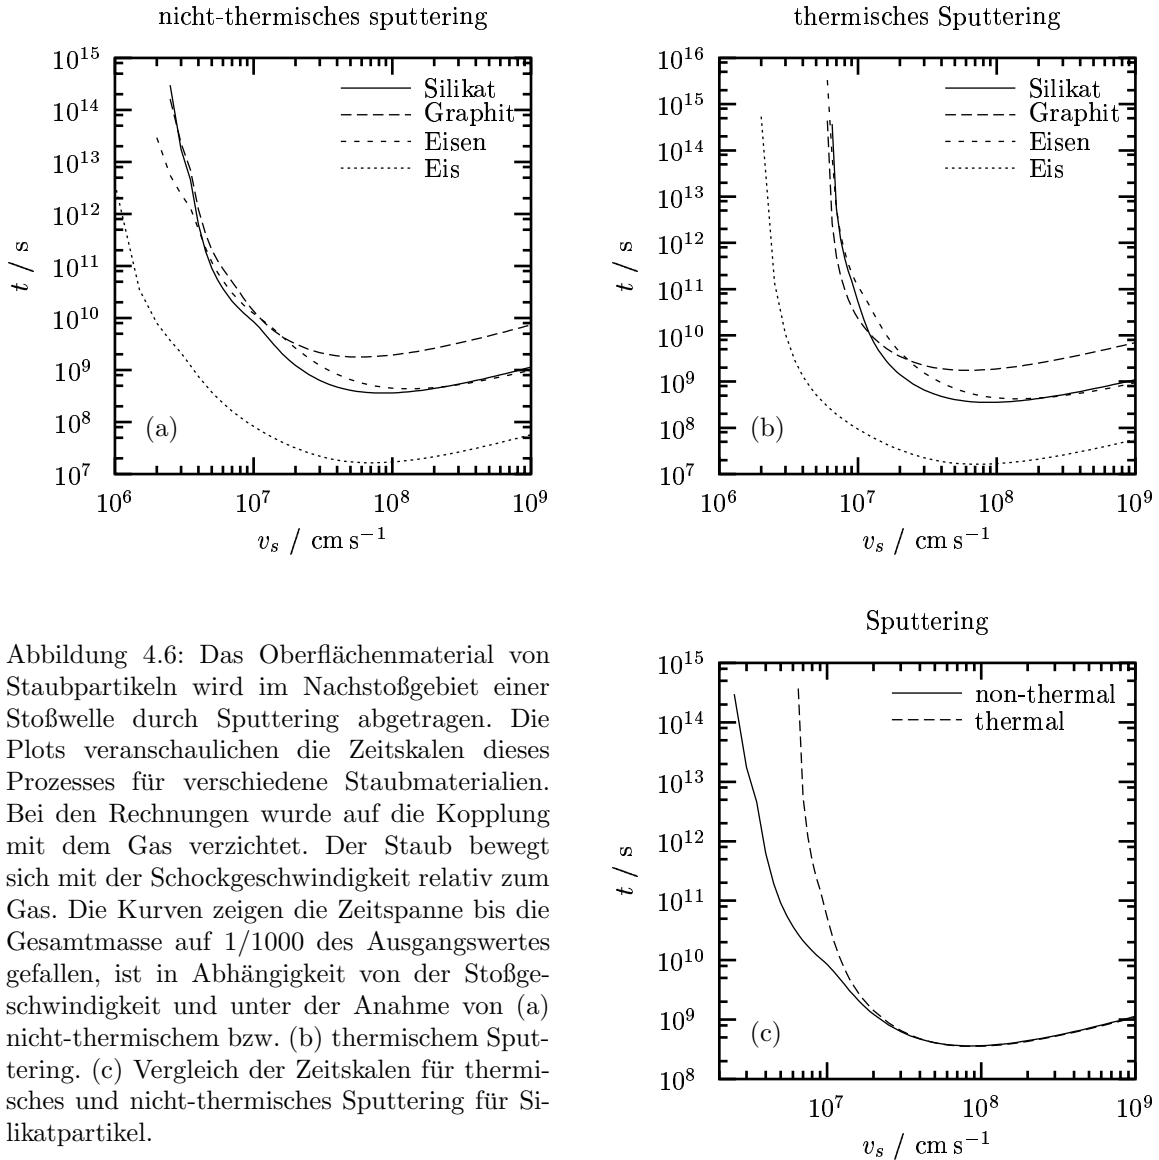 nicht-thermisches sputtering
10^15
10^14
10^13
10^12
10^11
10^10
10^9
10^8
10^7
t / s
Silikat
Graphit
Eisen
Eis
(a)
10^6 10^7 10^8 10^9
v_s / cm s^−1
thermisches Sputtering
10^16
10^15
10^14
10^13
10^12
10^11
10^10
10^9
10^8
10^7
t / s
Silikat
Graphit
Eisen
Eis
(b)
10^6 10^7 10^8 10^9
v_s / cm s^−1
Abbildung 4.6: Das Oberflächenmaterial von
Staubpartikeln wird im Nachstoßgebiet einer
Stoßwelle durch Sputtering abgetragen. Die
Plots veranschaulichen die Zeitskalen dieses
Prozesses für verschiedene Staubmaterialien.
Bei den Rechnungen wurde auf die Kopplung
mit dem Gas verzichtet. Der Staub bewegt
sich mit der Schockgeschwindigkeit relativ zum
Gas. Die Kurven zeigen die Zeitspanne bis die
Gesamtmasse auf 1/1000 des Ausgangswertes
gefallen, ist in Abhängigkeit von der Stoßge-
schwindigkeit und unter der Anahme von (a)
nicht-thermischem bzw. (b) thermischem Sput-
tering. (c) Vergleich der Zeitskalen für thermi-
sches und nicht-thermisches Sputtering für Si-
likatpartikel.
Sputtering
10^15
10^14
10^13
10^12
10^11
10^10
10^9
10^8
t / s
non-thermal
thermal
(c)
10^7 10^8 10^9
v_s / cm s^−1